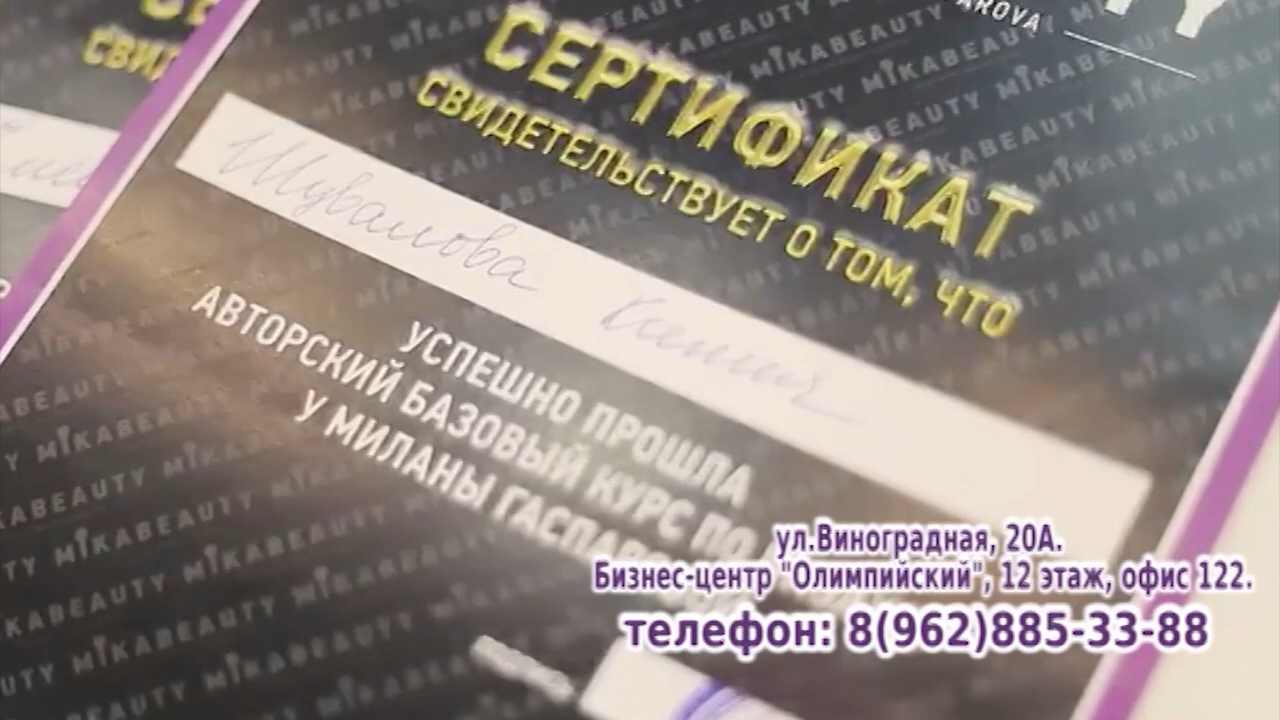 СЕРТИФИКАТ
СВИДЕТЕЛЬСТВУЕТ О ТОМ, ЧТО
Шувалова
УСПЕШНО ПРОШЛА
АВТОРСКИЙ БАЗОВЫЙ КУРС ПО
У МИЛАНЫ
MIKABEAUTY
ул.Виноградная, 20А.
Бизнес-центр "Олимпийский", 12 этаж, офис 122.
телефон: 8(962)885-33-88